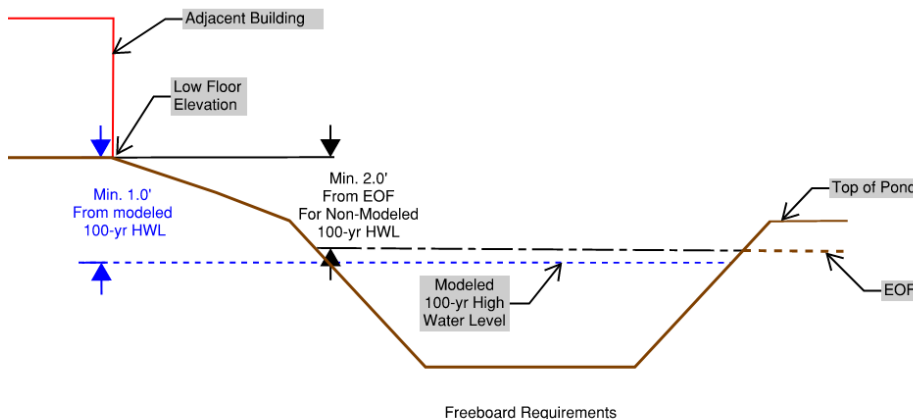 Adjacent Building
Low Floor
Elevation
Min. 1.0'
From modeled
100-yr HWL
Min. 2.0'
From EOF
For Non-Modeled
100-yr HWL
Top of Pond
Modeled
100-yr High
Water Level
EOF
Freeboard Requirements